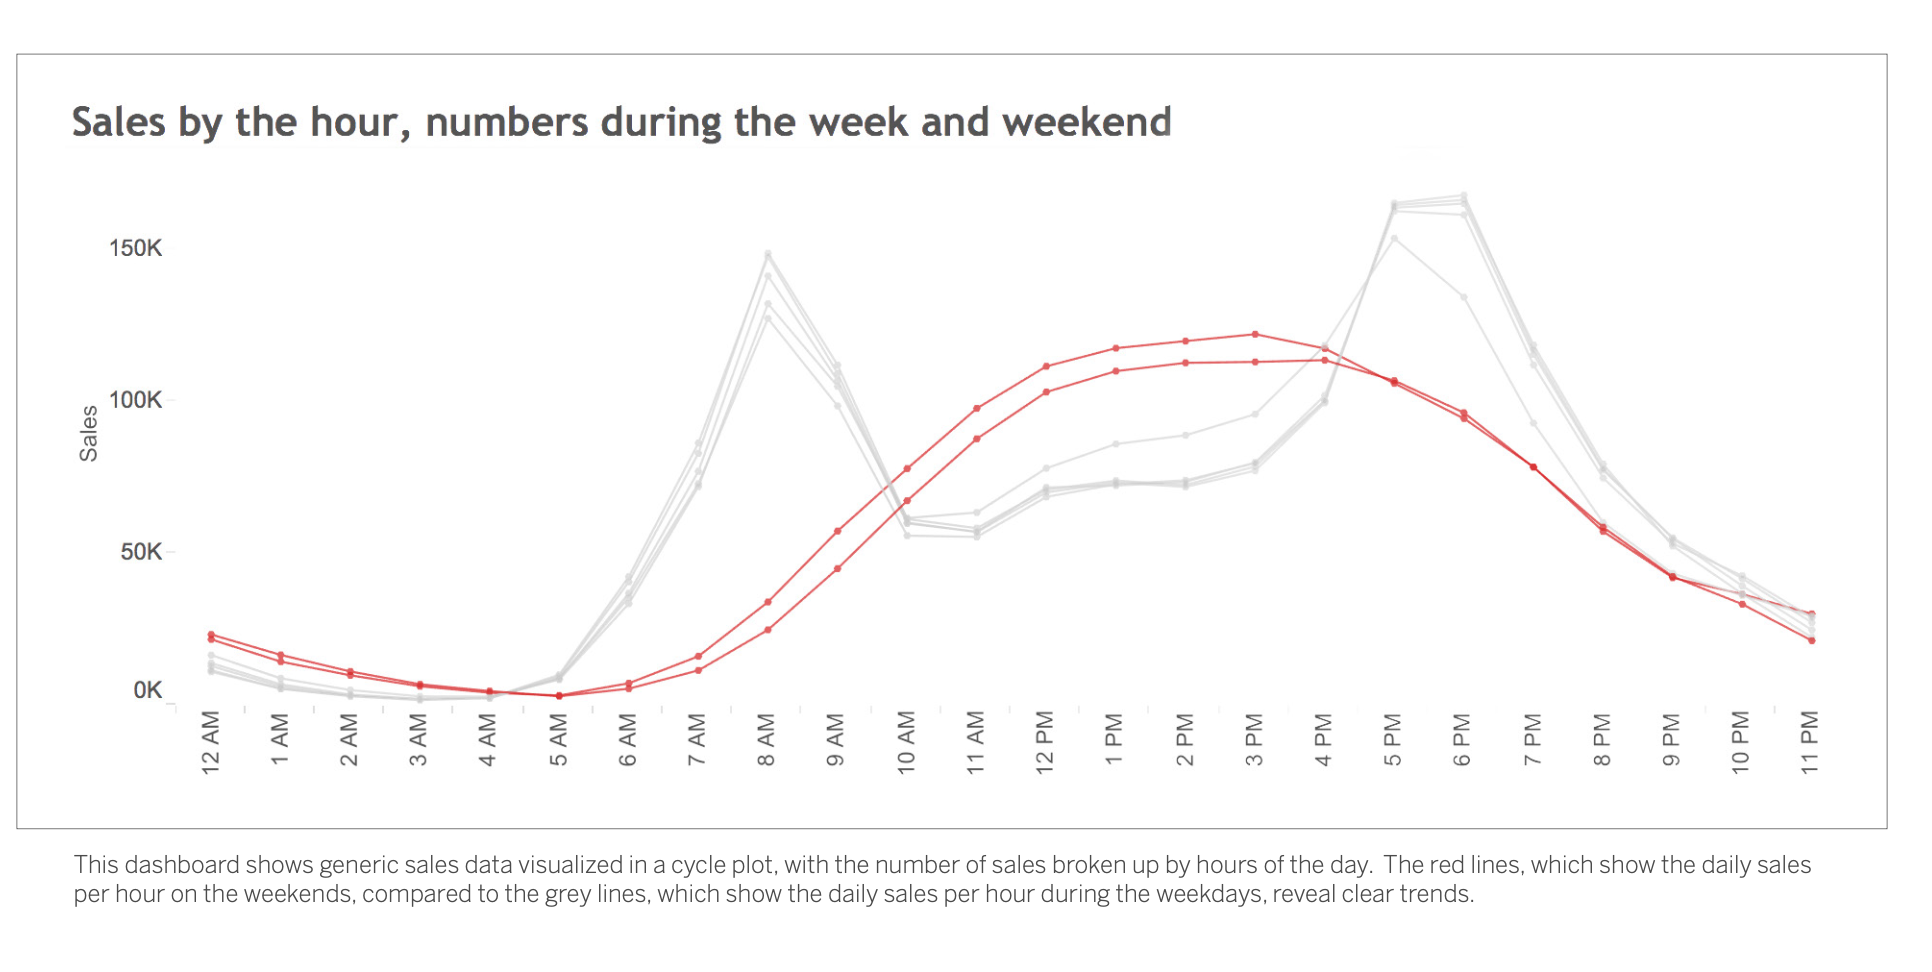 Sales by the hour, numbers during the week and weekend
150K
100K
50K
0K
Sales
12 AM
1 AM
2 AM
3 AM
4 AM
5 AM
6 AM
7 AM
8 AM
9 AM
10 AM
11 AM
12 PM
1 PM
2 PM
3 PM
4 PM
5 PM
6 PM
7 PM
8 PM
9 PM
10 PM
11 PM
This dashboard shows generic sales data visualized in a cycle plot, with the number of sales broken up by hours of the day.  The red lines, which show the daily sales
per hour on the weekends, compared to the grey lines, which show the daily sales per hour during the weekdays, reveal clear trends.